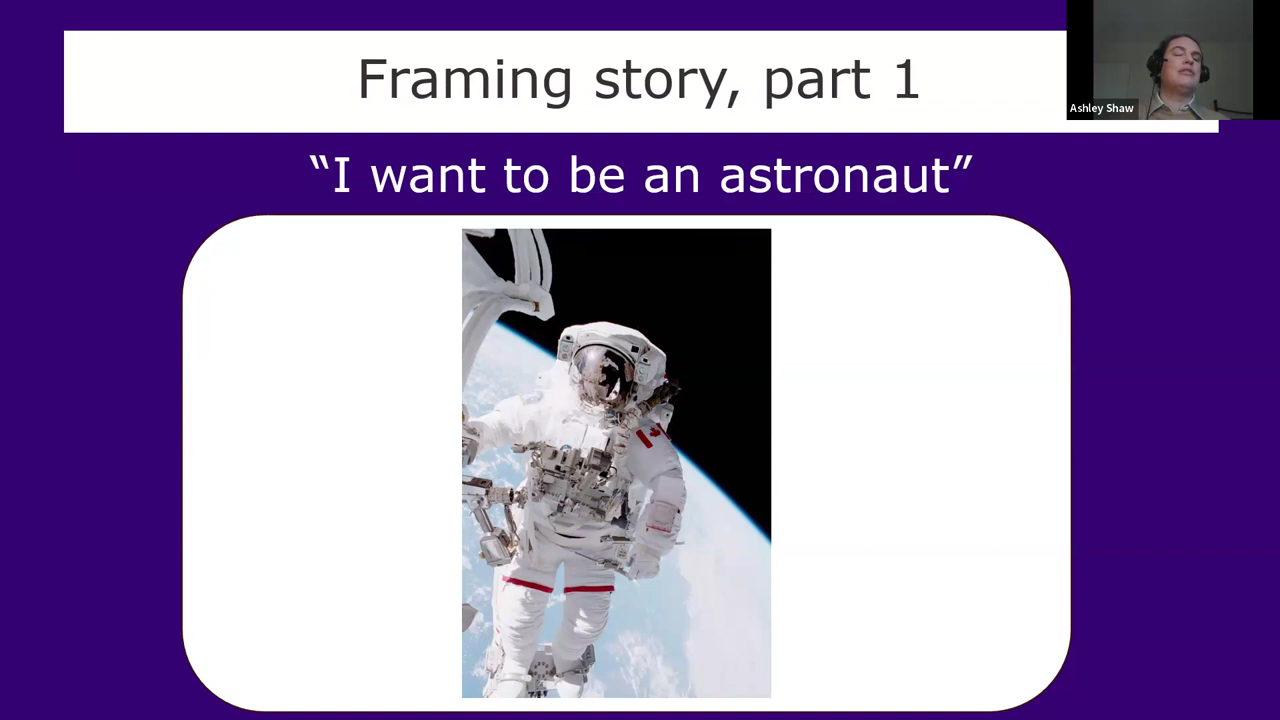 Framing story, part 1
Ashley Shaw
“I want to be an astronaut”